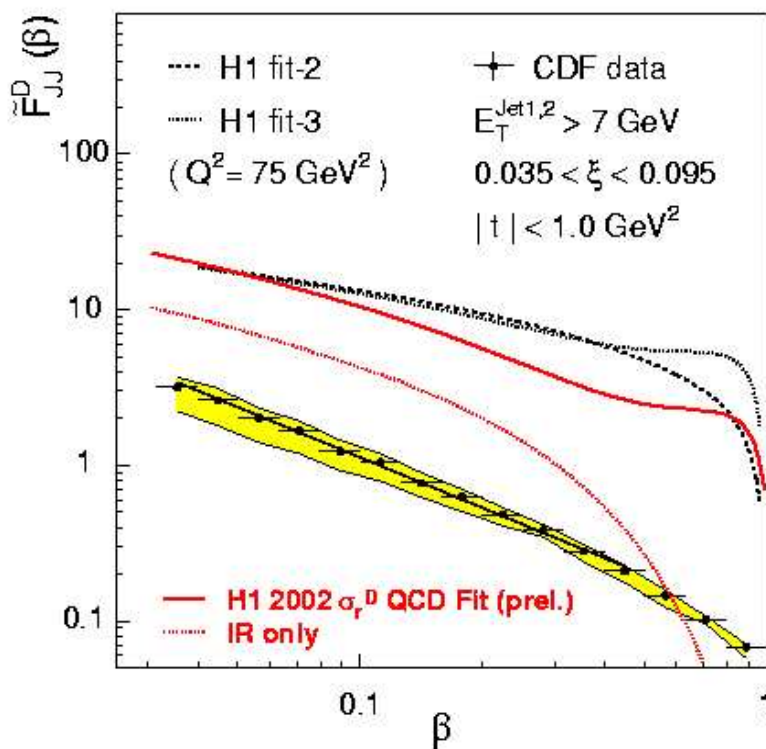 F̃ᴰJJ (β)
H1 fit-2
H1 fit-3
( Q² = 75 GeV² )
CDF data
E_T^Jet1,2 > 7 GeV
0.035 < ξ < 0.095
| t | < 1.0 GeV²
100
10
1
0.1
H1 2002 σᵣᴰ QCD Fit (prel.)
IR only
0.1
1
β